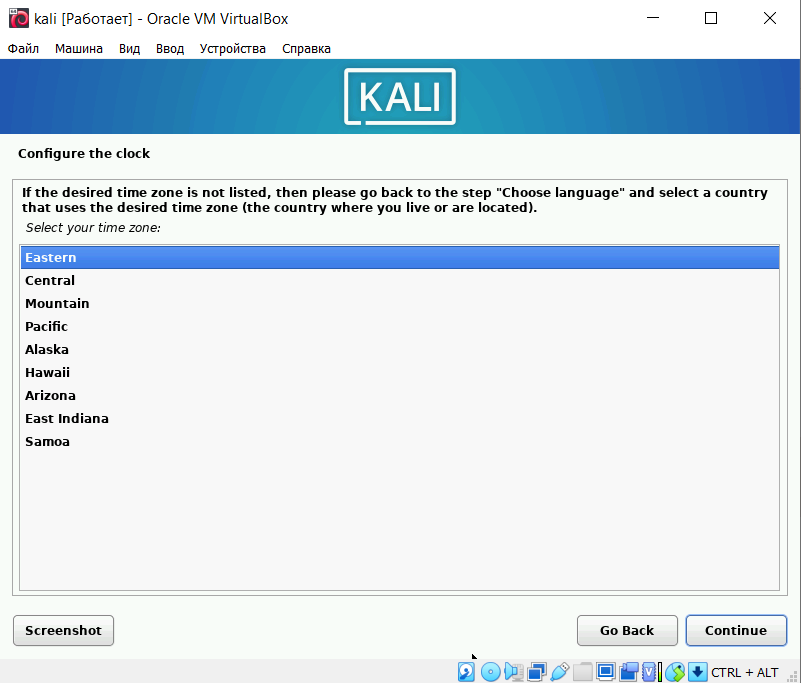 kali [Работает] - Oracle VM VirtualBox
Файл Машина Вид Ввод Устройства Справка
KALI
Configure the clock
If the desired time zone is not listed, then please go back to the step "Choose language" and select a country
that uses the desired time zone (the country where you live or are located).
Select your time zone:
Eastern
Central
Mountain
Pacific
Alaska
Hawaii
Arizona
East Indiana
Samoa
Screenshot Go Back Continue
CTRL + ALT